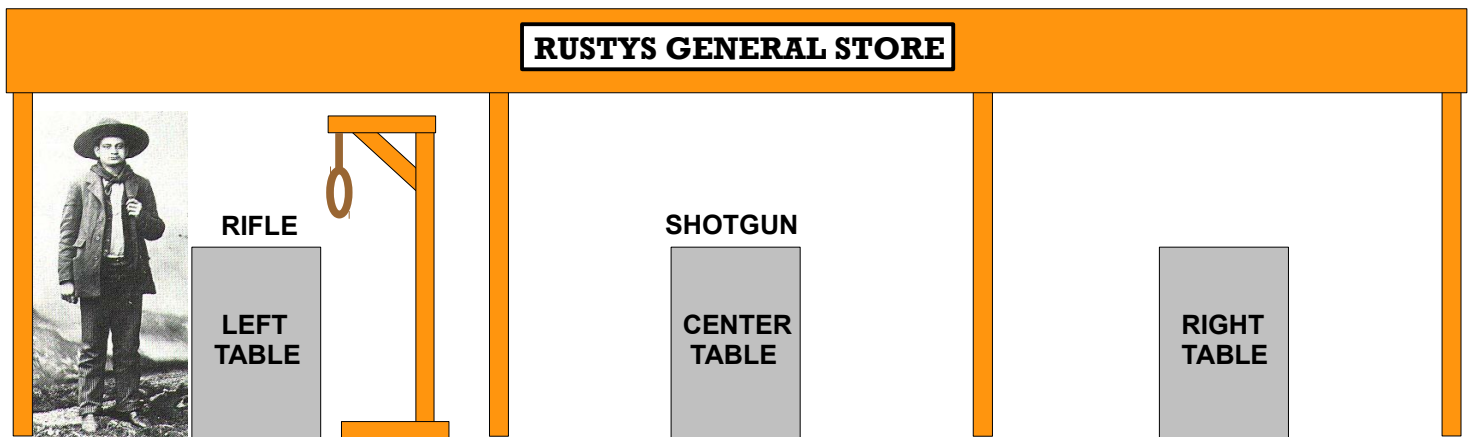 RUSTYS GENERAL STORE
RIFLE
SHOTGUN
LEFT
TABLE
CENTER
TABLE
RIGHT
TABLE